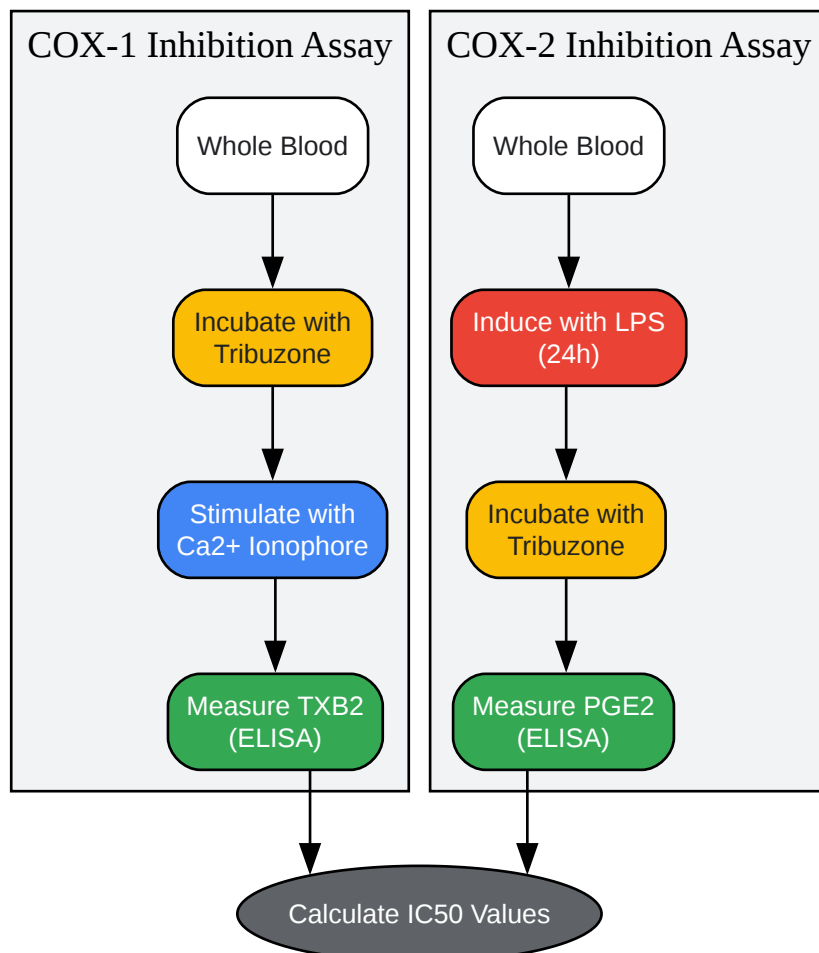 COX-1 Inhibition Assay
Whole Blood
Incubate with
Tribuzone
Stimulate with
Ca2+ Ionophore
Measure TXB2
(ELISA)
COX-2 Inhibition Assay
Whole Blood
Induce with LPS
(24h)
Incubate with
Tribuzone
Measure PGE2
(ELISA)
Calculate IC50 Values